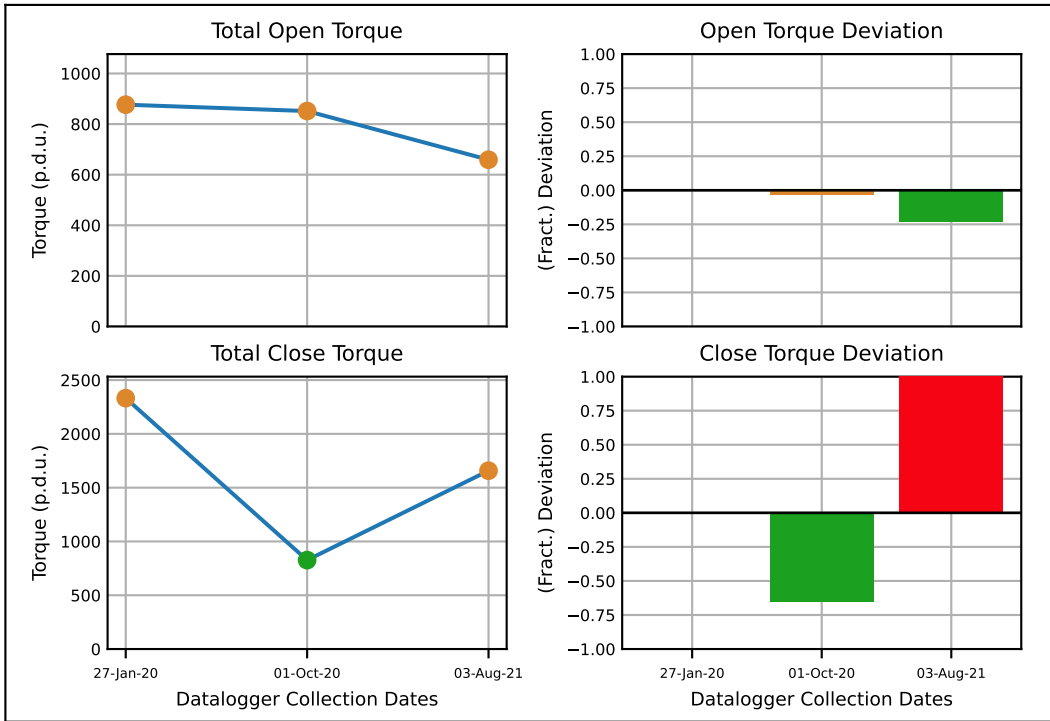 Total Open Torque
Torque (p.d.u.)
1000
800
600
400
200
0
Open Torque Deviation
(Fract.) Deviation
1.00
0.75
0.50
0.25
0.00
−0.25
−0.50
−0.75
−1.00
Total Close Torque
Torque (p.d.u.)
2500
2000
1500
1000
500
0
27-Jan-20
01-Oct-20
03-Aug-21
Datalogger Collection Dates
Close Torque Deviation
(Fract.) Deviation
1.00
0.75
0.50
0.25
0.00
−0.25
−0.50
−0.75
−1.00
27-Jan-20
01-Oct-20
03-Aug-21
Datalogger Collection Dates